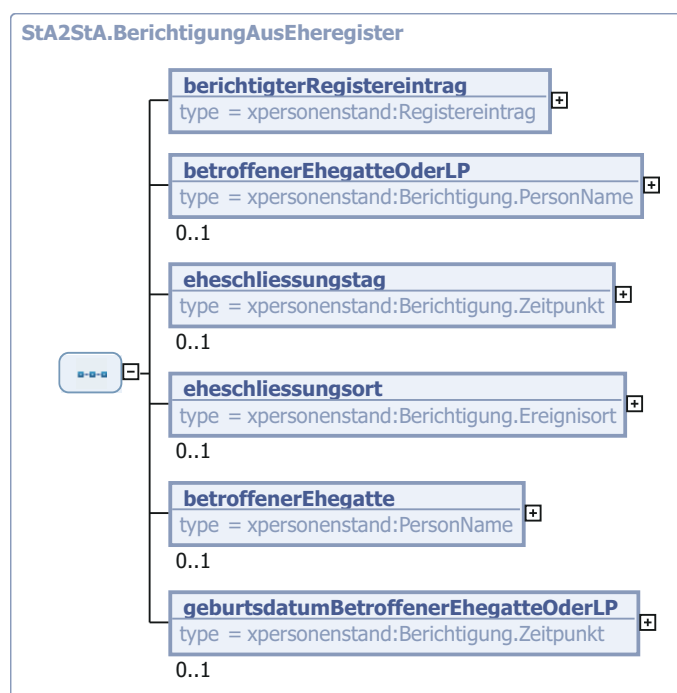 StA2StA.BerichtigungAusEheregister
berichtigterRegistereintrag
type = xpersonenstand:Registereintrag
betroffenerEhegatteOderLP
type = xpersonenstand:Berichtigung.PersonName
0..1
eheschliessungstag
type = xpersonenstand:Berichtigung.Zeitpunkt
0..1
eheschliessungsort
type = xpersonenstand:Berichtigung.Ereignisort
0..1
betroffenerEhegatte
type = xpersonenstand:PersonName
0..1
geburtsdatumBetroffenerEhegatteOderLP
type = xpersonenstand:Berichtigung.Zeitpunkt
0..1